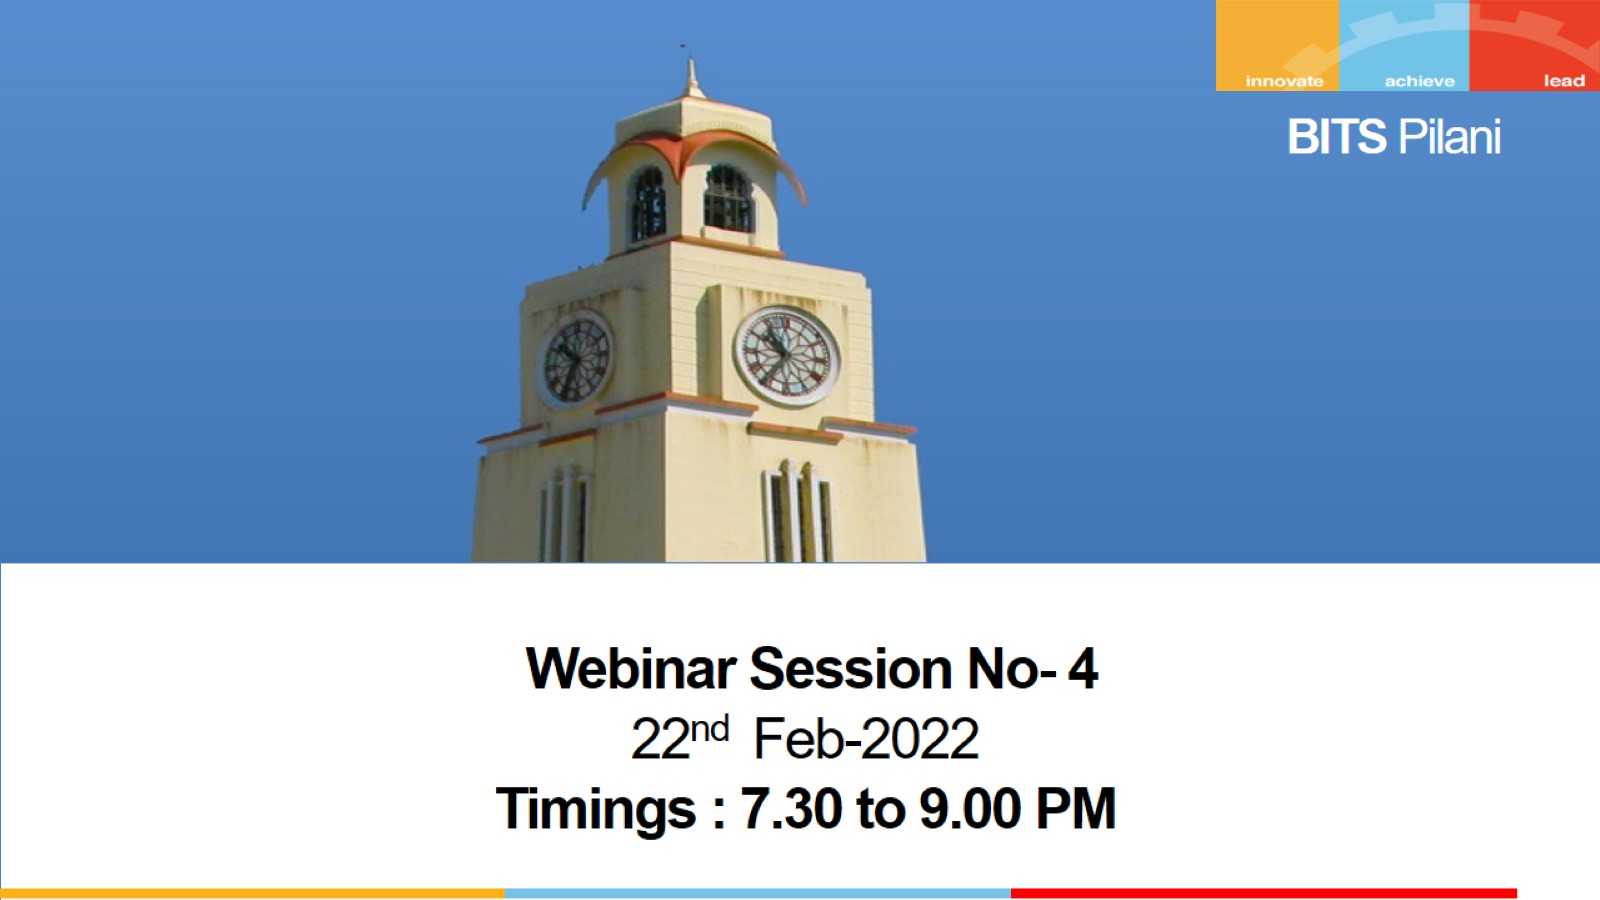 innovate achieve lead
BITS Pilani
Webinar Session No- 4
22nd Feb-2022
Timings : 7.30 to 9.00 PM